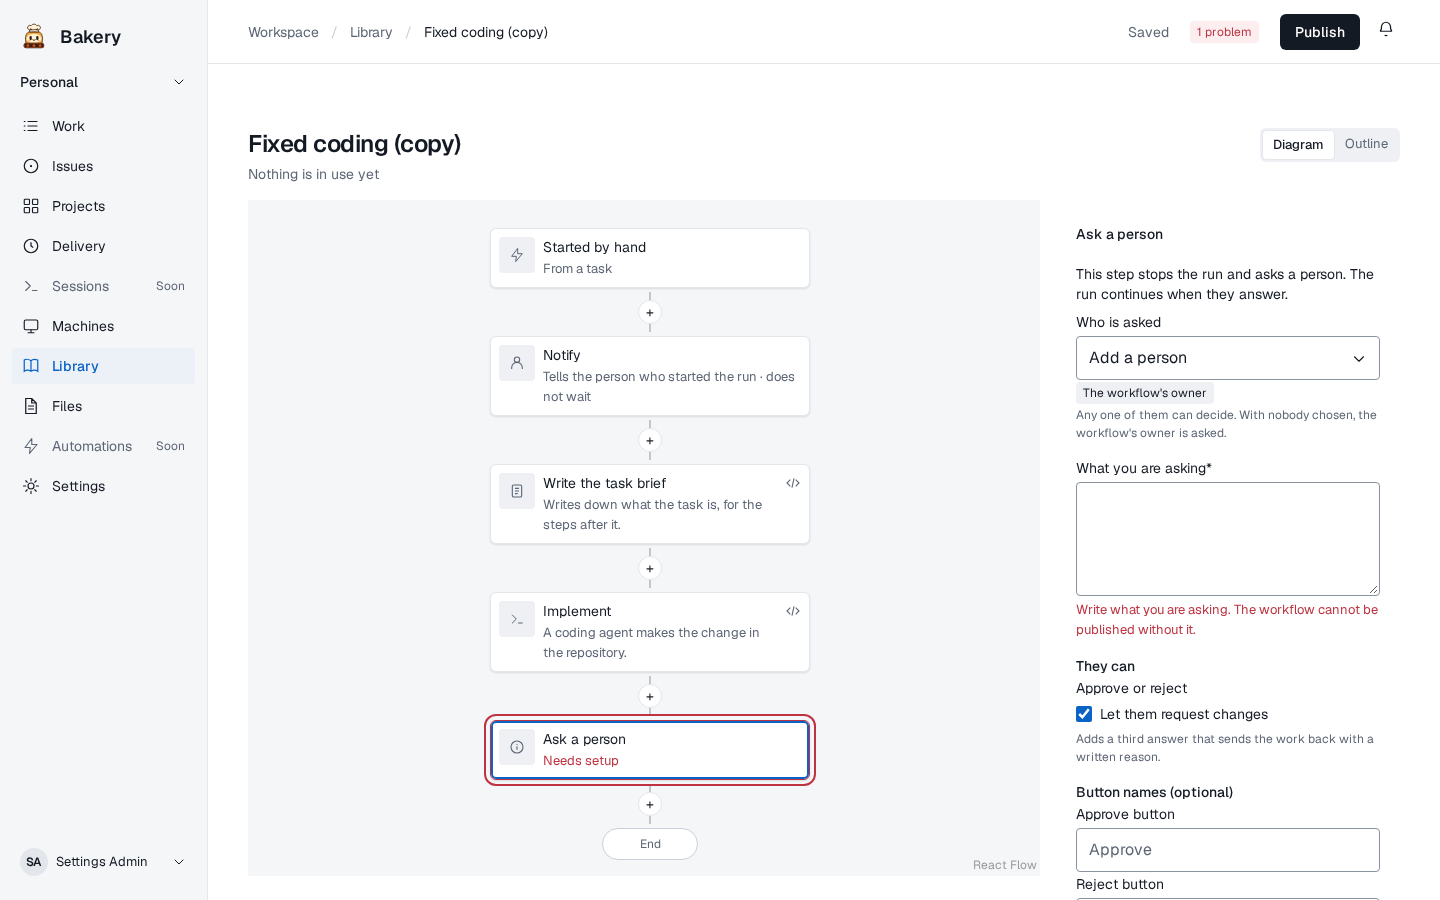 Bakery
Workspace / Library / Fixed coding (copy)
Saved
1 problem
Publish
Personal
Work
Issues
Projects
Delivery
Sessions Soon
Machines
Library
Files
Automations Soon
Settings
SA Settings Admin
Fixed coding (copy)
Nothing is in use yet
Diagram Outline
Started by hand
From a task
+
Notify
Tells the person who started the run · does
not wait
+
Write the task brief
Writes down what the task is, for the
steps after it.
+
Implement
A coding agent makes the change in
the repository.
+
Ask a person
Needs setup
+
End
React Flow
Ask a person
This step stops the run and asks a person. The
run continues when they answer.
Who is asked
Add a person
The workflow's owner
Any one of them can decide. With nobody chosen, the
workflow's owner is asked.
What you are asking*
Write what you are asking. The workflow cannot be
published without it.
They can
Approve or reject
Let them request changes
Adds a third answer that sends the work back with a
written reason.
Button names (optional)
Approve button
Approve
Reject button